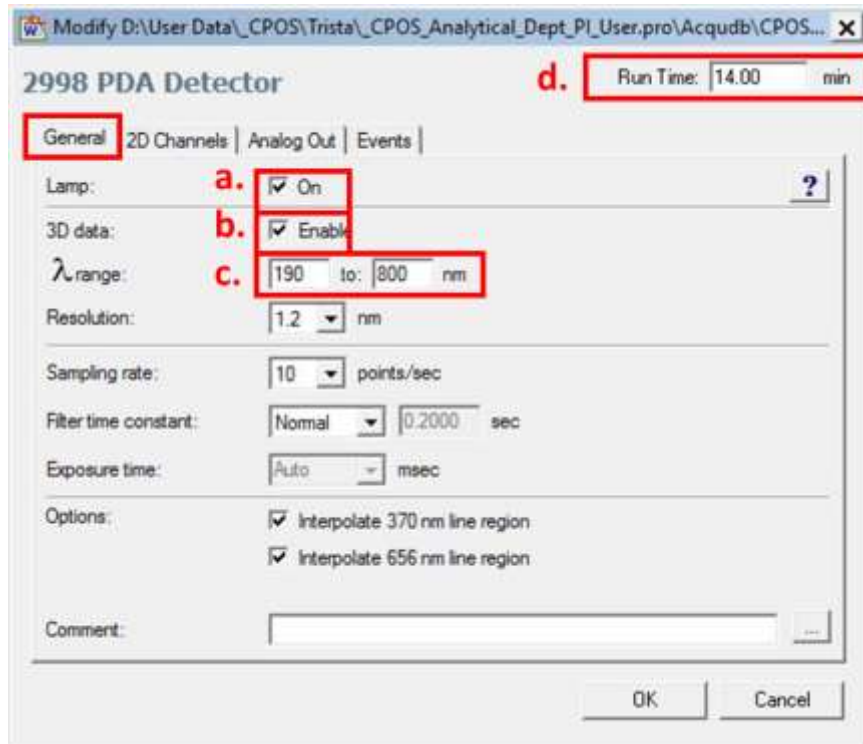 Modify D:\User Data\_CPOS\Trista\_CPOS_Analytical_Dept_PI_User.pro\Acqudb\CPOS...
2998 PDA Detector
d. Run Time: 14.00 min
General 2D Channels Analog Out Events
Lamp: a. On ?
3D data: b. Enable
λ range: c. 190 to: 800 nm
Resolution: 1.2 nm
Sampling rate: 10 points/sec
Filter time constant: Normal 0.2000 sec
Exposure time: Auto msec
Options: Interpolate 370 nm line region
Interpolate 656 nm line region
Comment: ...
OK Cancel